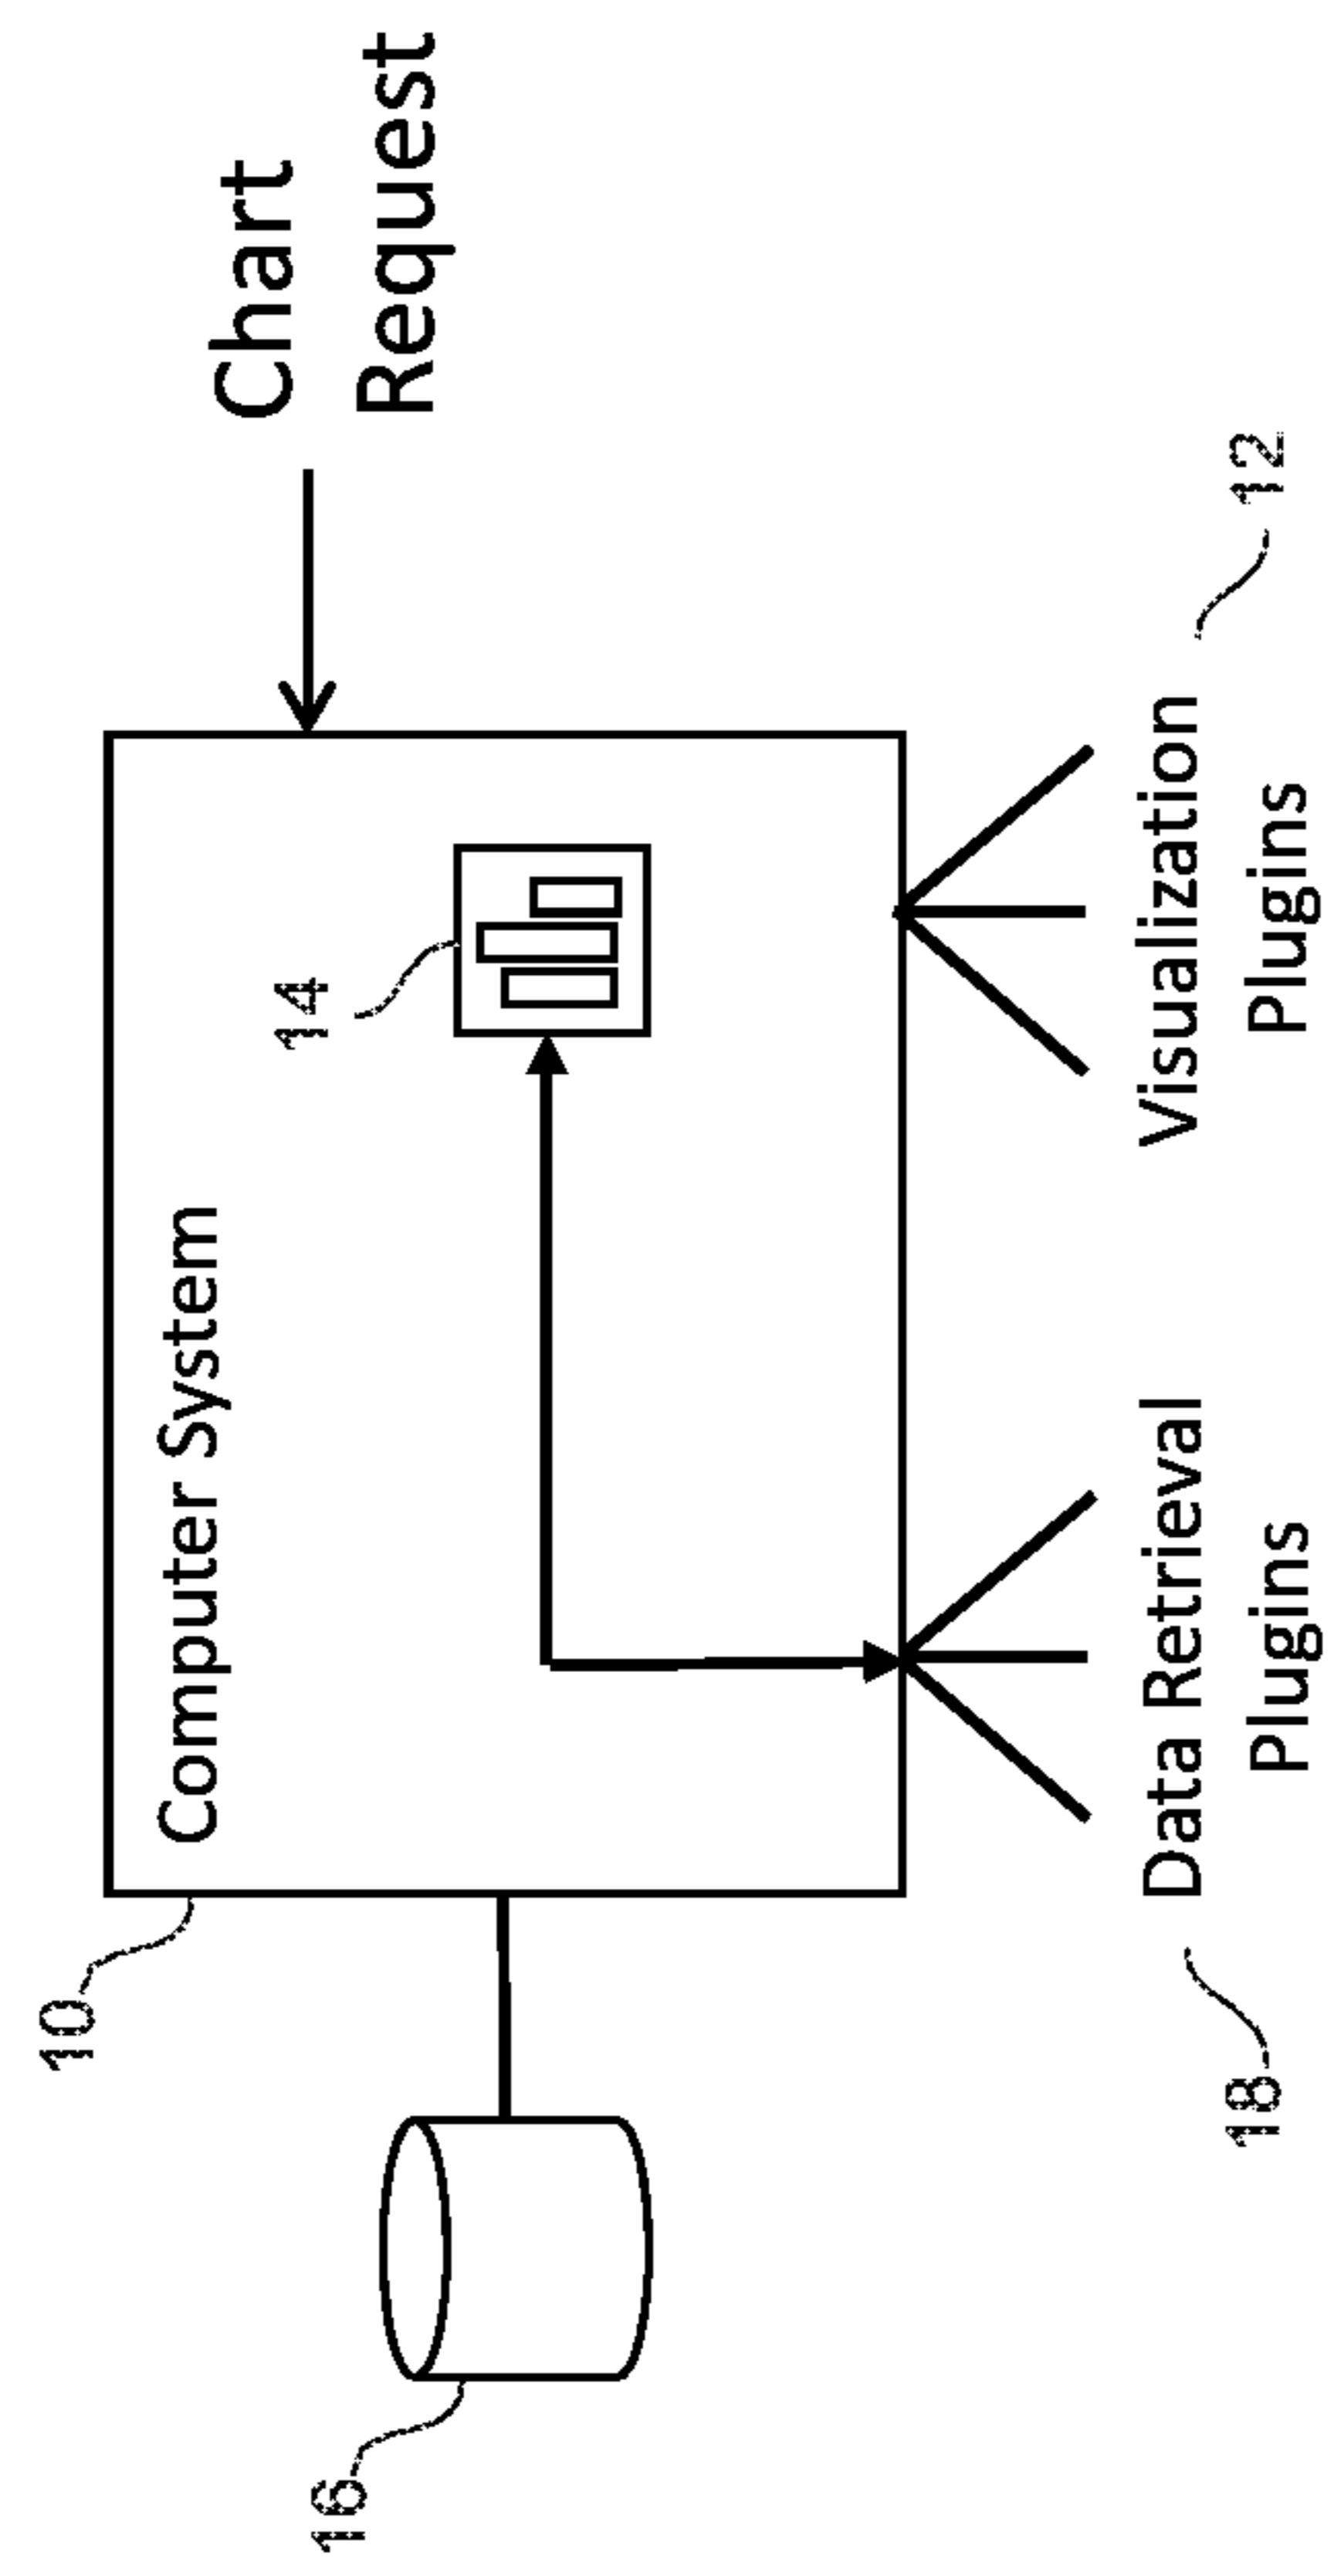 Chart
Request
10
Computer System
14
16
18
Data Retrieval
Plugins
Visualization
Plugins
12